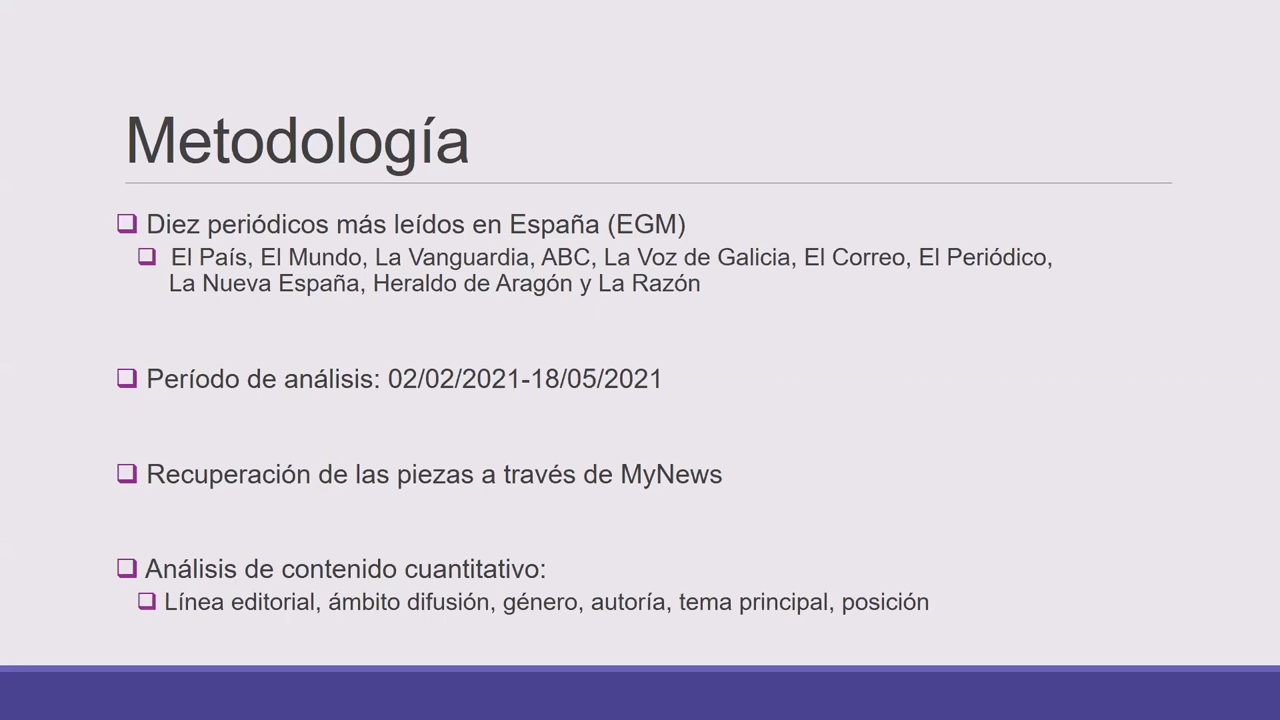 Metodología
Diez periódicos más leídos en España (EGM)
El País, El Mundo, La Vanguardia, ABC, La Voz de Galicia, El Correo, El Periódico,
La Nueva España, Heraldo de Aragón y La Razón
Período de análisis: 02/02/2021-18/05/2021
Recuperación de las piezas a través de MyNews
Análisis de contenido cuantitativo:
Línea editorial, ámbito difusión, género, autoría, tema principal, posición